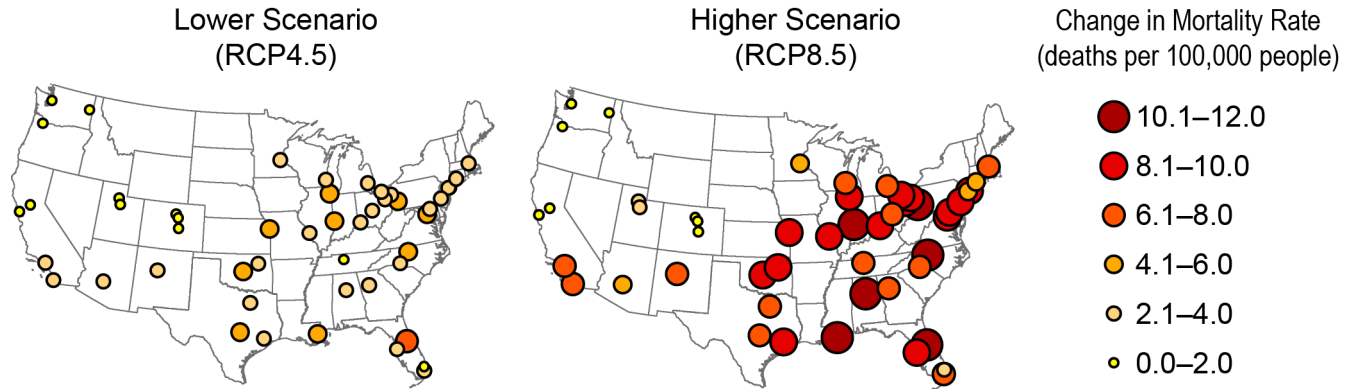 Lower Scenario
(RCP4.5)
Higher Scenario
(RCP8.5)
Change in Mortality Rate
(deaths per 100,000 people)
10.1–12.0
8.1–10.0
6.1–8.0
4.1–6.0
2.1–4.0
0.0–2.0